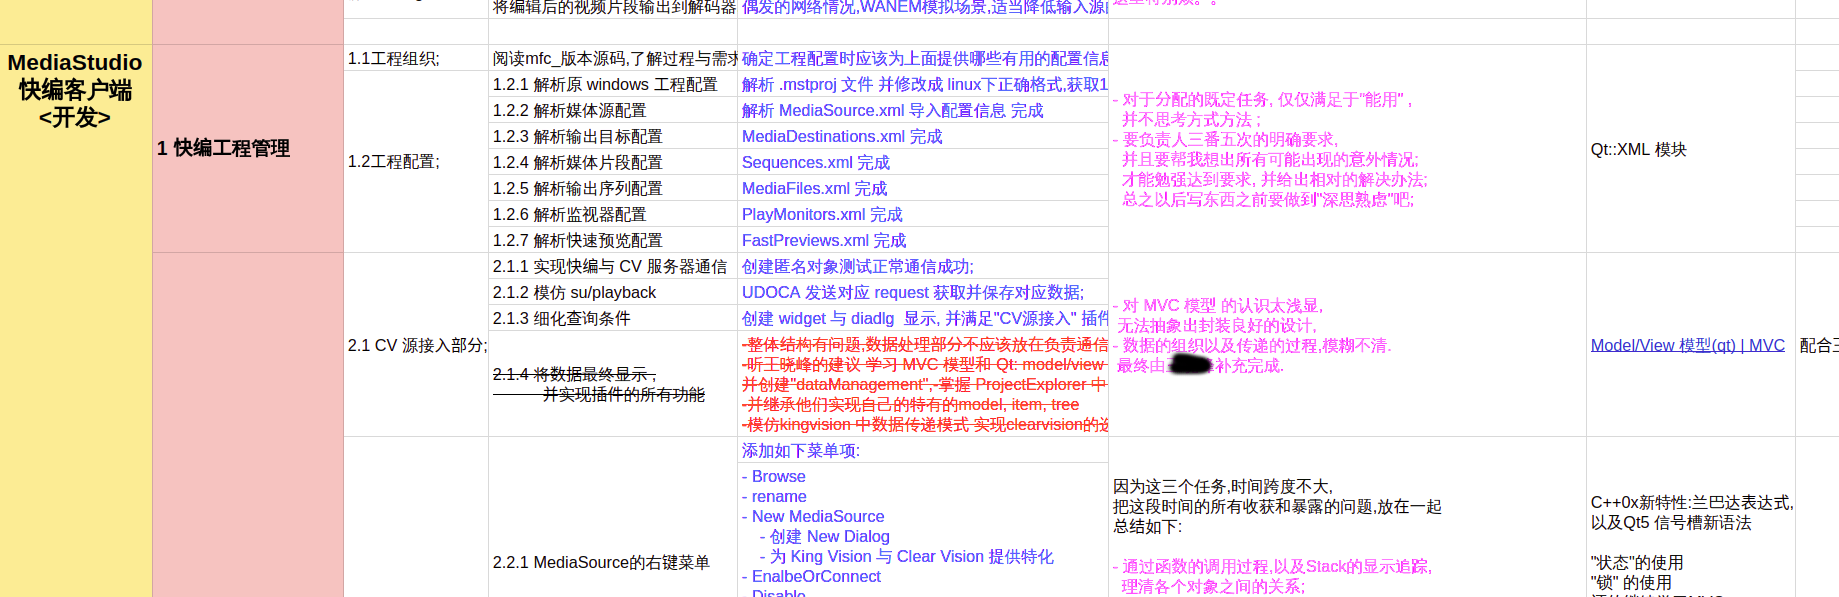 将编辑后的视频片段输出到解码器
偶发的网络情况,WANEM模拟场景,适当降低输入源
MediaStudio
快编客户端
<开发>
1 快编工程管理
1.1工程组织;
阅读mfc_版本源码,了解过程与需求
确定工程配置时应该为上面提供哪些有用的配置信息
1.2工程配置;
1.2.1 解析原 windows 工程配置
解析 .mstproj 文件 并修改成 linux下正确格式,获取1
1.2.2 解析媒体源配置
解析 MediaSource.xml 导入配置信息 完成
1.2.3 解析输出目标配置
MediaDestinations.xml 完成
1.2.4 解析媒体片段配置
Sequences.xml 完成
1.2.5 解析输出序列配置
MediaFiles.xml 完成
1.2.6 解析监视器配置
PlayMonitors.xml 完成
1.2.7 解析快速预览配置
FastPreviews.xml 完成
- 对于分配的既定任务, 仅仅满足于"能用" ,
并不思考方式方法 ;
- 要负责人三番五次的明确要求,
并且要帮我想出所有可能出现的意外情况;
才能勉强达到要求, 并给出相对的解决办法;
总之以后写东西之前要做到"深思熟虑"吧;
Qt::XML 模块
2.1 CV 源接入部分;
2.1.1 实现快编与 CV 服务器通信
创建匿名对象测试正常通信成功;
2.1.2 模仿 su/playback
UDOCA 发送对应 request 获取并保存对应数据;
2.1.3 细化查询条件
创建 widget 与 diadlg 显示, 并满足"CV源接入" 插件
2.1.4 将数据最终显示 ;
并实现插件的所有功能
-整体结构有问题,数据处理部分不应该放在负责通信
-听王晓峰的建议 学习 MVC 模型和 Qt: model/view
并创建"dataManagement", 掌握 ProjectExplorer 中
-并继承他们实现自己的特有的model, item, tree
-模仿kingvision 中数据传递模式 实现clearvision的选
- 对 MVC 模型 的认识太浅显,
无法抽象出封装良好的设计,
- 数据的组织以及传递的过程,模糊不清.
最终由
补充完成.
Model/View 模型(qt) | MVC
配合王
2.2.1 MediaSource的右键菜单
添加如下菜单项:
- Browse
- rename
- New MediaSource
- 创建 New Dialog
- 为 King Vision 与 Clear Vision 提供特化
- EnalbeOrConnect
- Disable
因为这三个任务,时间跨度不大,
把这段时间的所有收获和暴露的问题,放在一起
总结如下:
- 通过函数的调用过程,以及Stack的显示追踪,
理清各个对象之间的关系;
C++0x新特性:兰巴达表达式,
以及Qt5 信号槽新语法
"状态"的使用
"锁" 的使用